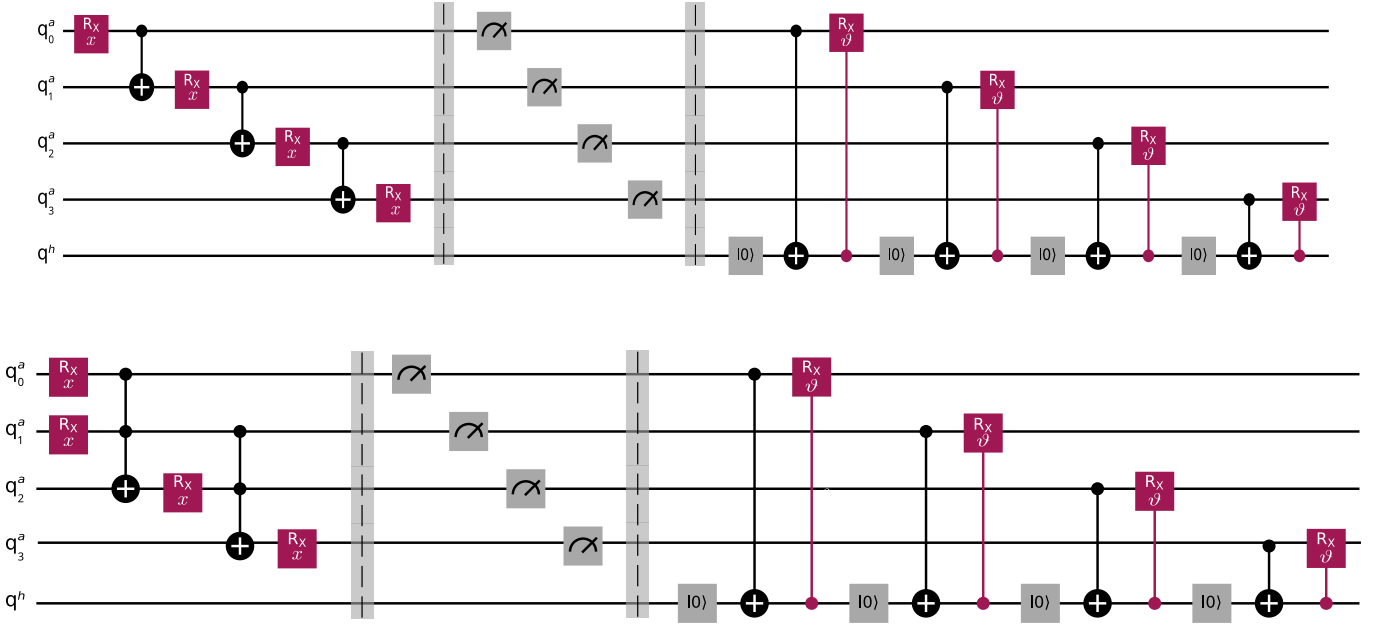 q₀ᵃ Rₓ x Rₓ ϑ
q₁ᵃ Rₓ x Rₓ ϑ
q₂ᵃ Rₓ x Rₓ ϑ
q₃ᵃ Rₓ x Rₓ ϑ
qʰ |0⟩ |0⟩ |0⟩ |0⟩
q₀ᵃ Rₓ x Rₓ ϑ
q₁ᵃ Rₓ x Rₓ ϑ
q₂ᵃ Rₓ x Rₓ ϑ
q₃ᵃ Rₓ x Rₓ ϑ
qʰ |0⟩ |0⟩ |0⟩ |0⟩